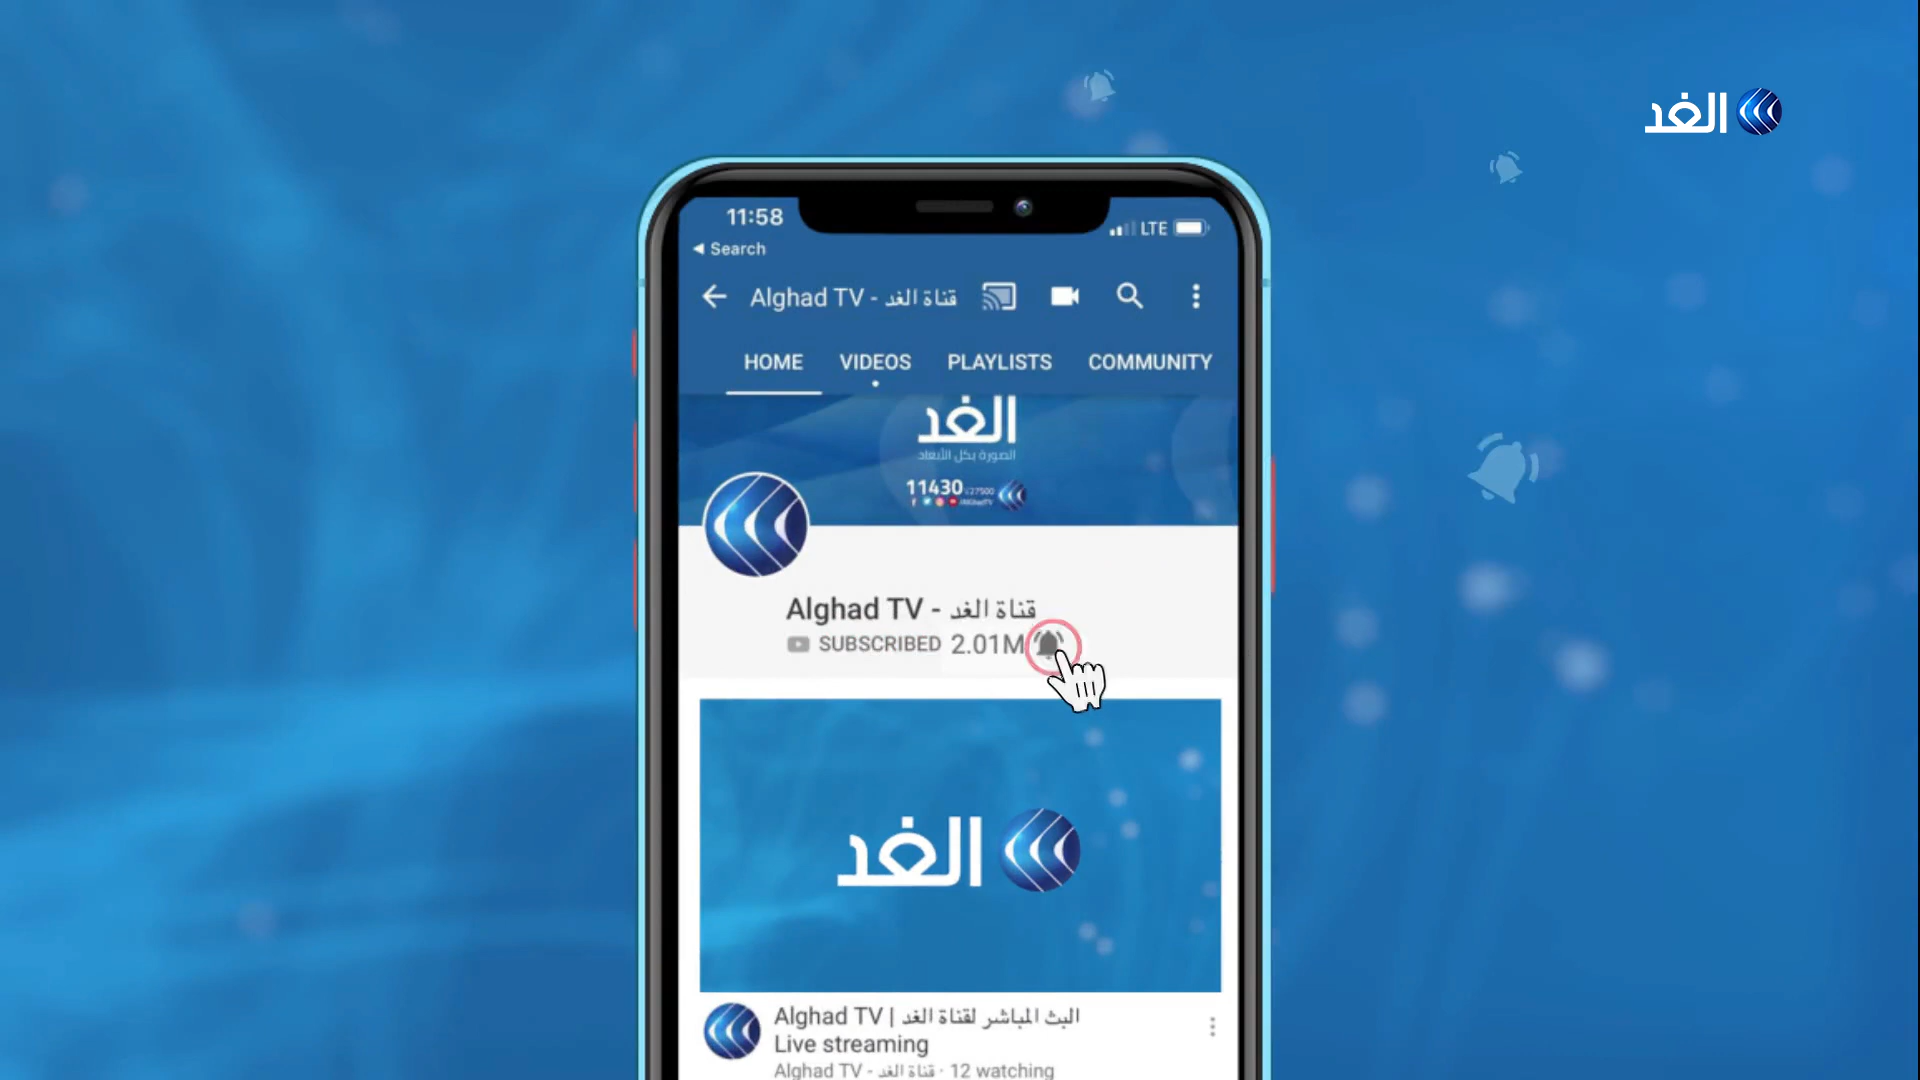 الغد
11:58
LTE
Search
Alghad TV - قناة الغد
HOME VIDEOS PLAYLISTS COMMUNITY
الغد
الصورة بكل الأبعاد
11430 27500
Alghad TV - قناة الغد
SUBSCRIBED 2.01M
الغد
Alghad TV | البث المباشر لقناة الغد
Live streaming
Alghad TV - قناة الغد · 12 watching